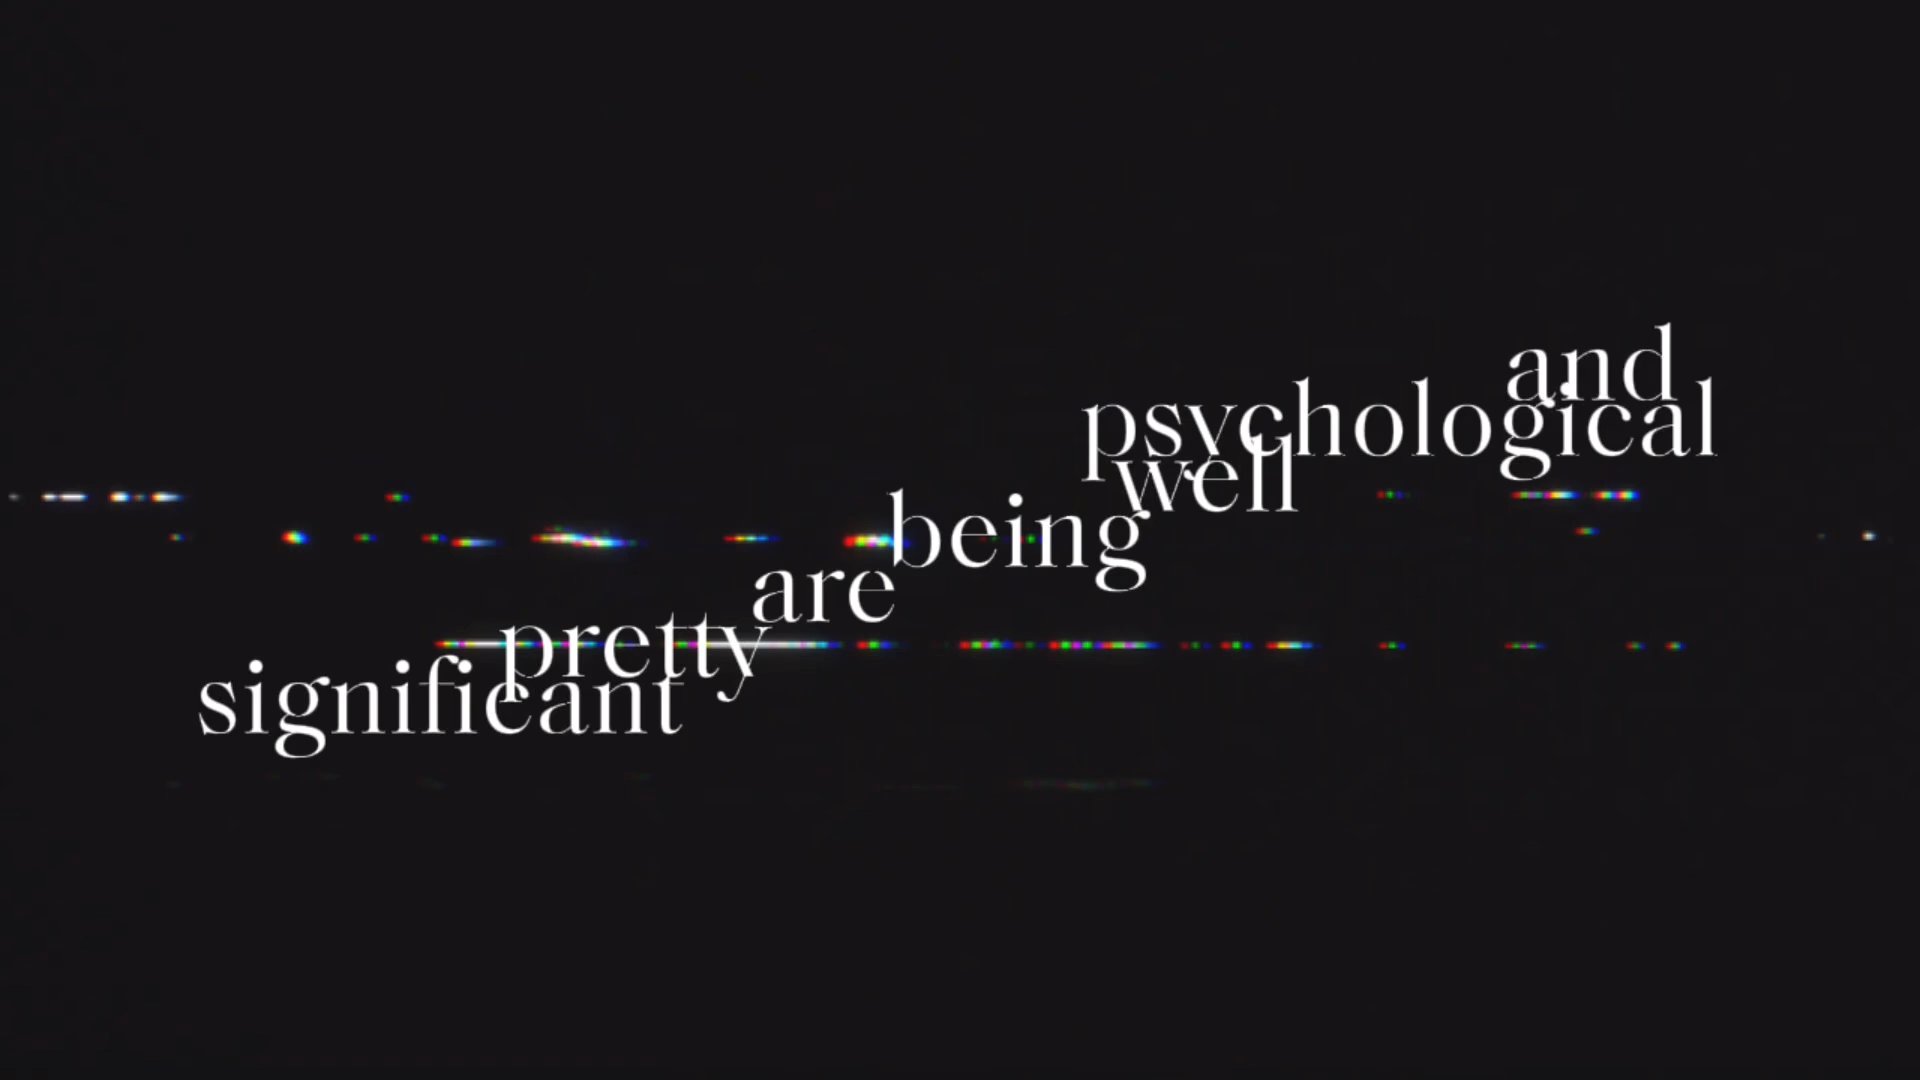 and
psychological
well
being
are
pretty
significant